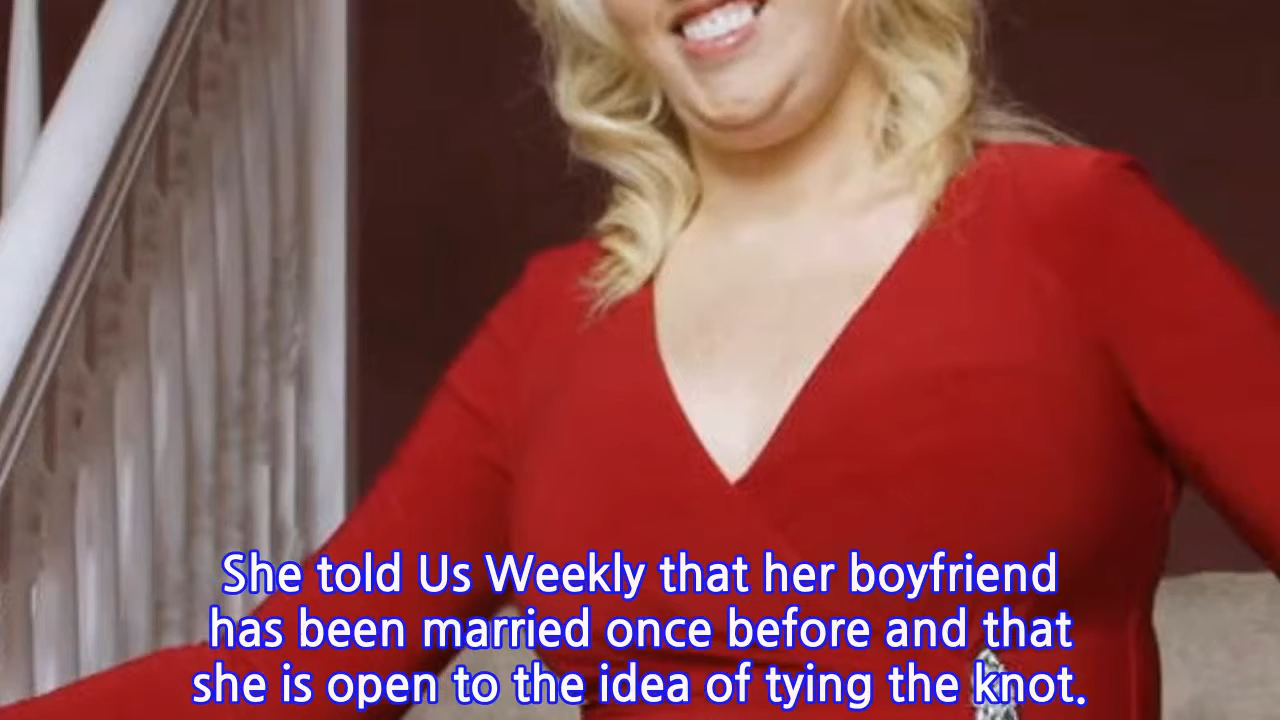 She told Us Weekly that her boyfriend
has been married once before and that
she is open to the idea of tying the knot.